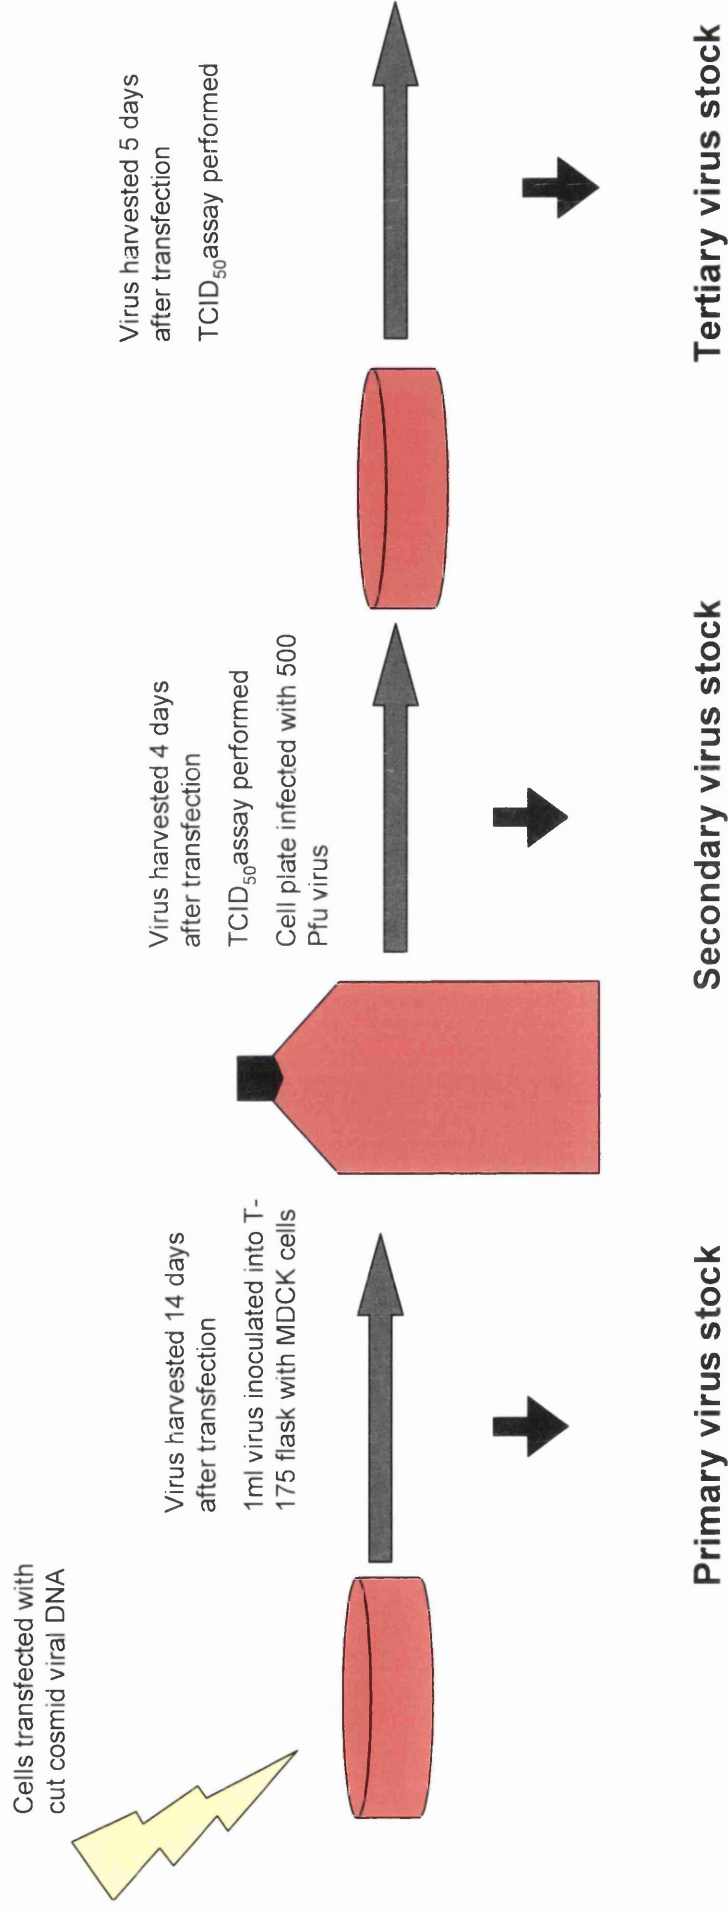 Cells transfected with
cut cosmid viral DNA
Virus harvested 14 days
after transfection
1ml virus inoculated into T-
175 flask with MDCK cells
Virus harvested 4 days
after transfection
TCID50assay performed
Cell plate infected with 500
Pfu virus
Virus harvested 5 days
after transfection
TCID50assay performed
Primary virus stock
Secondary virus stock
Tertiary virus stock